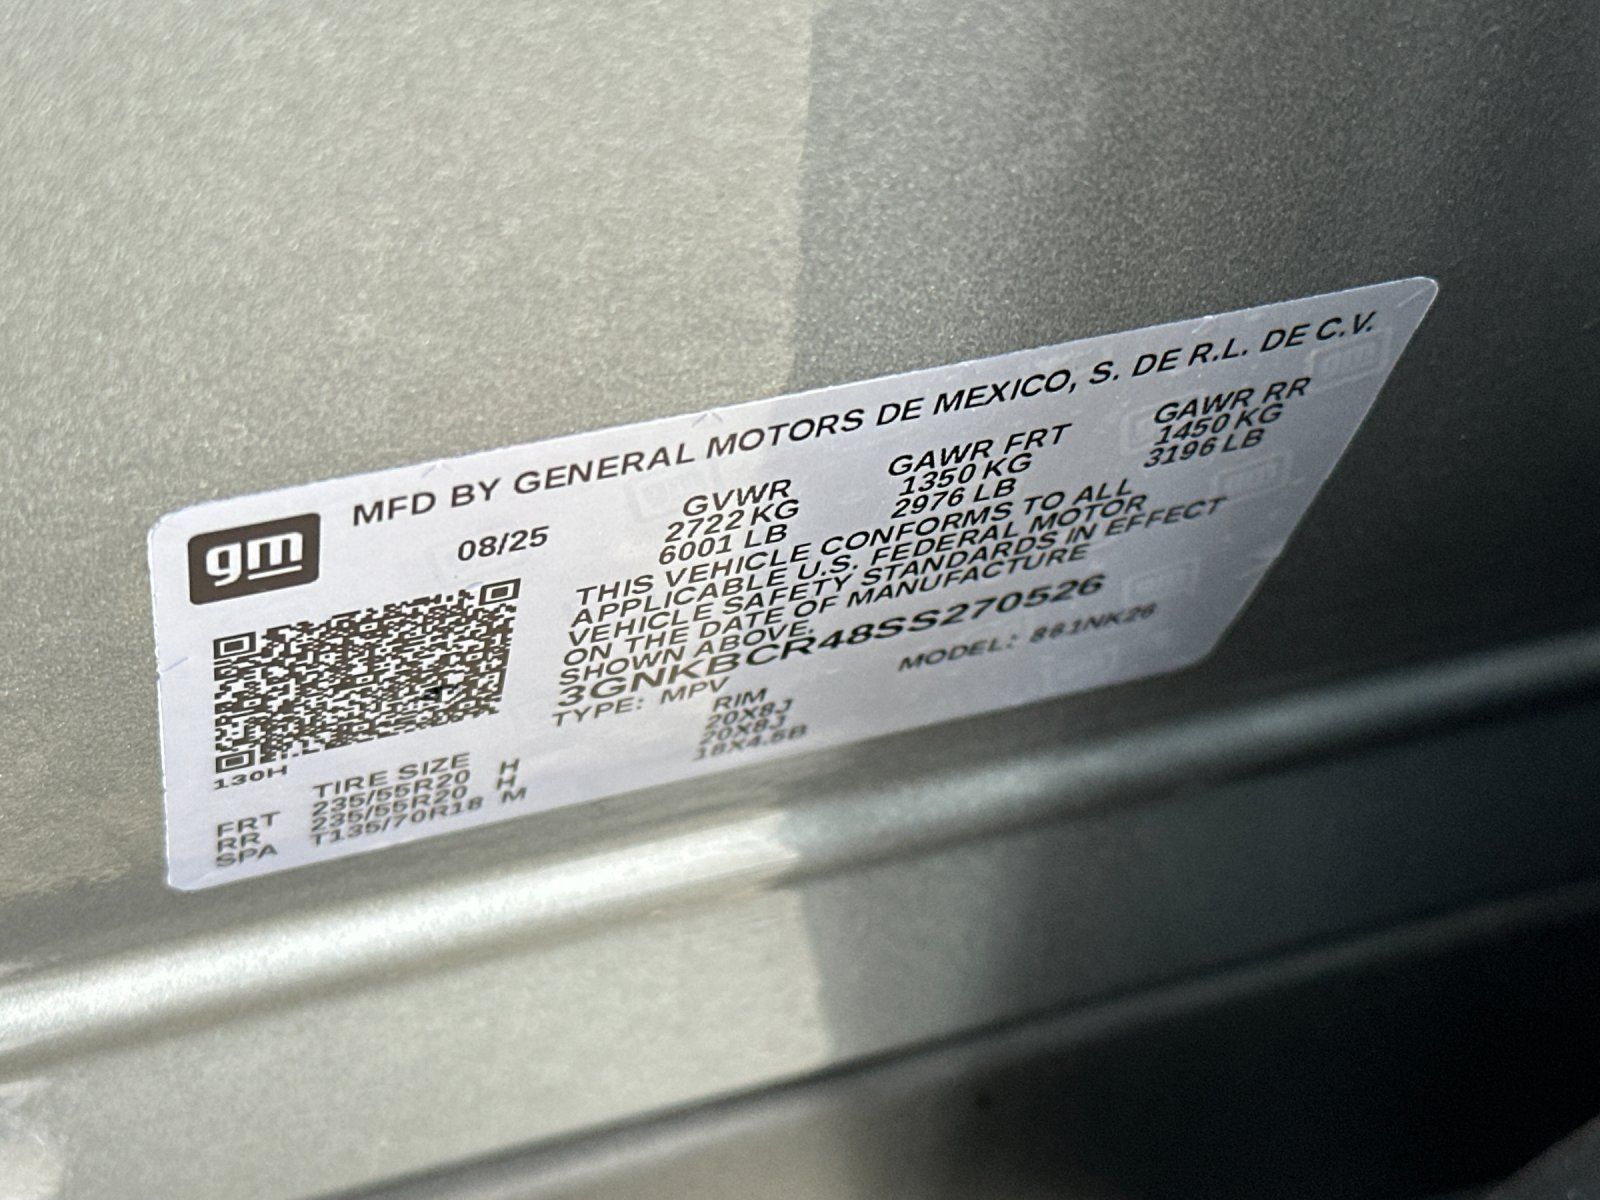 MFD BY GENERAL MOTORS DE MEXICO, S. DE R.L. DE C.V.
gm
08/25
GVWR GAWR FRT GAWR RR
2722 KG 1350 KG 1450 KG
6001 LB 2976 LB 3196 LB
THIS VEHICLE CONFORMS TO ALL
APPLICABLE U.S. FEDERAL MOTOR
VEHICLE SAFETY STANDARDS IN EFFECT
ON THE DATE OF MANUFACTURE
SHOWN ABOVE.
3GNKBCR48SS270526
TYPE: MPV MODEL: 861NK26
130H
TIRE SIZE RIM
FRT 235/55R20 H 20X8J
RR 235/55R20 H 20X8J
SPA T135/70R18 M 18X4.5B